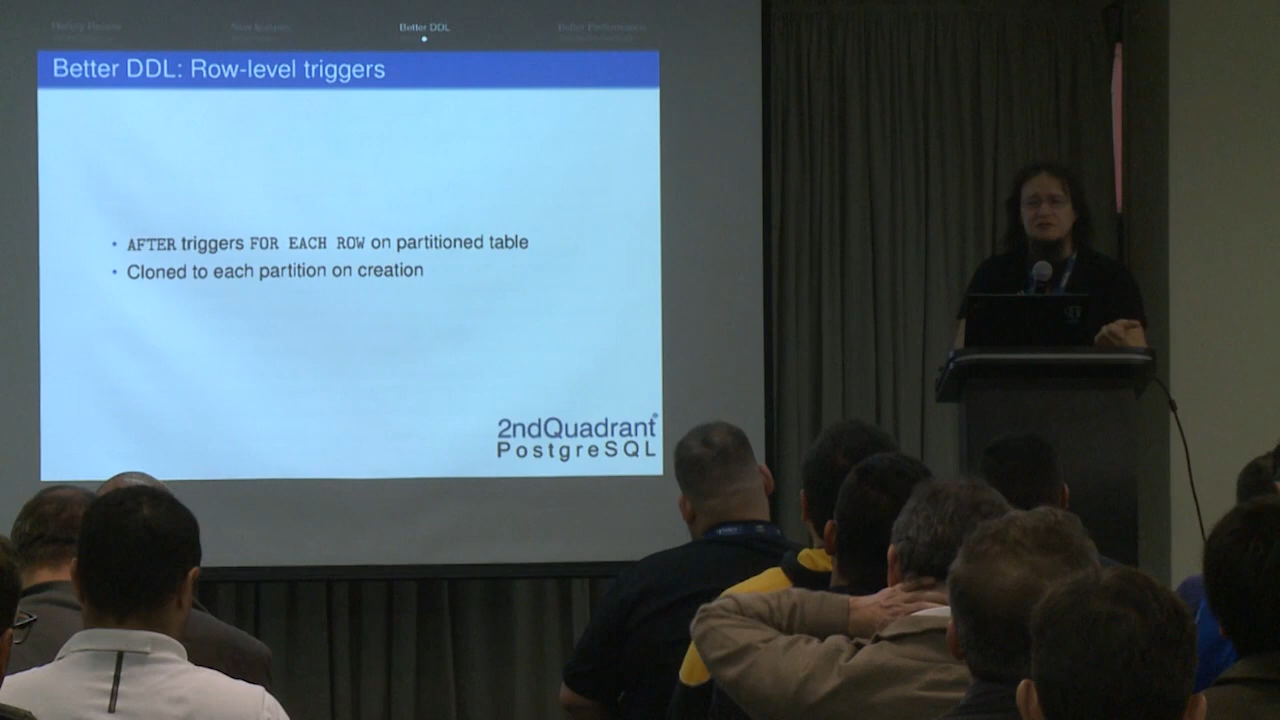 Better DDL
Better DDL: Row-level triggers
• AFTER triggers FOR EACH ROW on partitioned table
• Cloned to each partition on creation
2ndQuadrant®
PostgreSQL